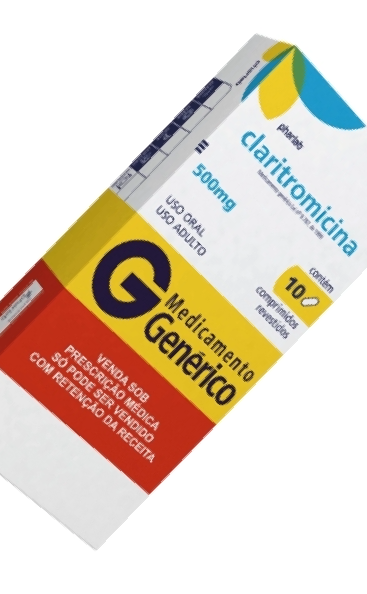 pharlab
claritromicina
500mg
USO ORAL
USO ADULTO
contém
10
comprimidos
revestidos
G
Medicamento
Genérico
VENDA SOB
PRESCRIÇÃO MÉDICA
SÓ PODE SER VENDIDO
COM RETENÇÃO DA RECEITA